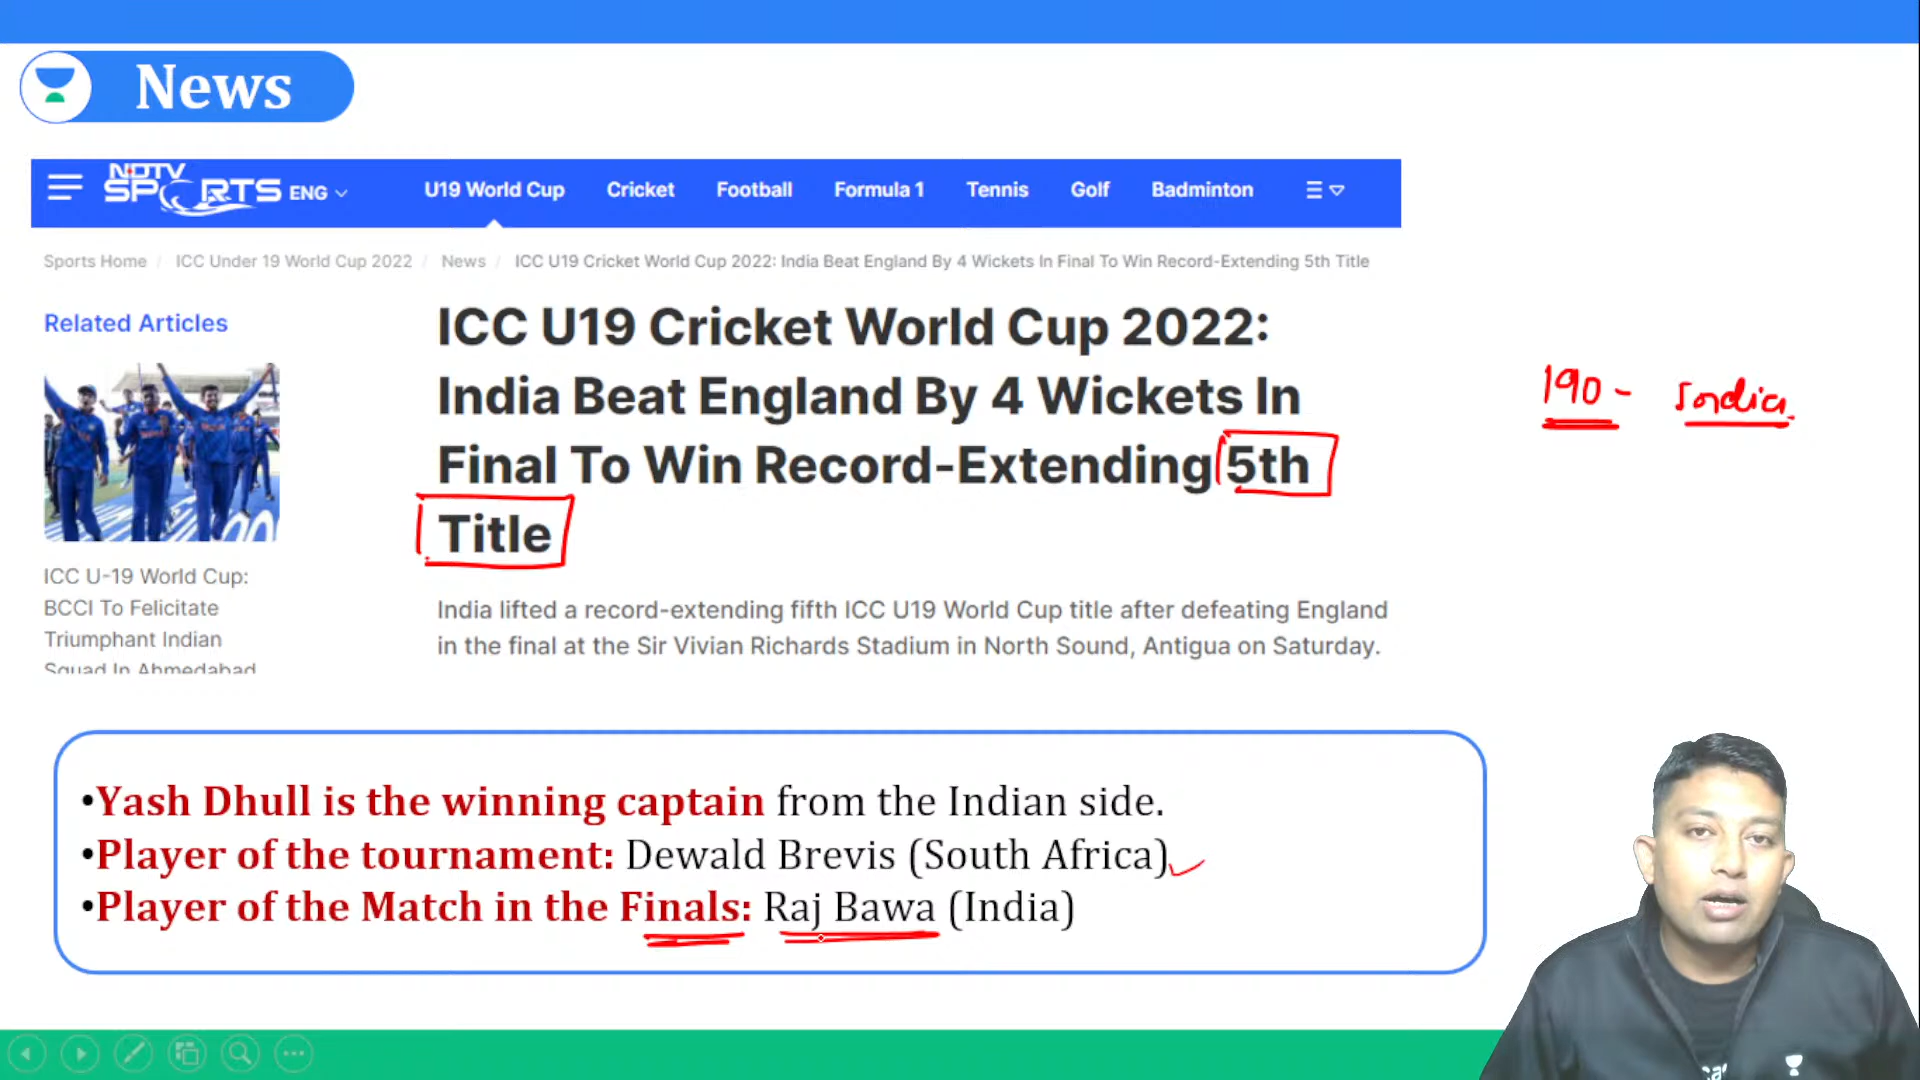 News
NDTV
SPORTS ENG
U19 World Cup Cricket Football Formula 1 Tennis Golf Badminton
Sports Home / ICC Under 19 World Cup 2022 / News / ICC U19 Cricket World Cup 2022: India Beat England By 4 Wickets In Final To Win Record-Extending 5th Title
Related Articles
ICC U-19 World Cup:
BCCI To Felicitate
Triumphant Indian
Squad In Ahmedabad
ICC U19 Cricket World Cup 2022:
India Beat England By 4 Wickets In
Final To Win Record-Extending 5th
Title
India lifted a record-extending fifth ICC U19 World Cup title after defeating England
in the final at the Sir Vivian Richards Stadium in North Sound, Antigua on Saturday.
190 - India
•Yash Dhull is the winning captain from the Indian side.
•Player of the tournament: Dewald Brevis (South Africa)
•Player of the Match in the Finals: Raj Bawa (India)